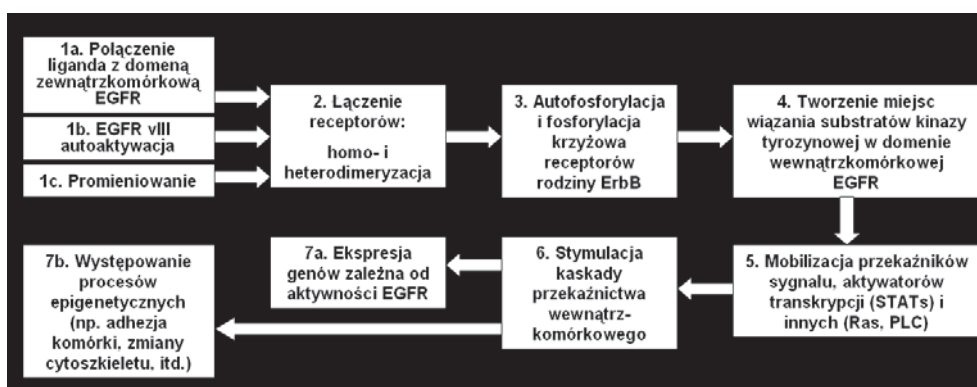 1a. Połączenie
liganda z domeną
zewnątrzkomórkową
EGFR
1b. EGFR vIII
autoaktywacja
1c. Promieniowanie
2. Łączenie
receptorów:
homo- i
heterodimeryzacja
3. Autofosforylacja
i fosforylacja
krzyżowa
receptorów
rodziny ErbB
4. Tworzenie miejsc
wiązania substratów kinazy
tyrozynowej w domenie
wewnątrzkomórkowej
EGFR
5. Mobilizacja przekaźników
sygnału, aktywatorów
transkrypcji (STATs) i
innych (Ras, PLC)
6. Stymulacja
kaskady
przekaźnictwa
wewnątrz-
komórkowego
7a. Ekspresja
genów zależna od
aktywności EGFR
7b. Występowanie
procesów
epigenetycznych
(np. adhezja
komórki, zmiany
cytoszkieletu, itd.)